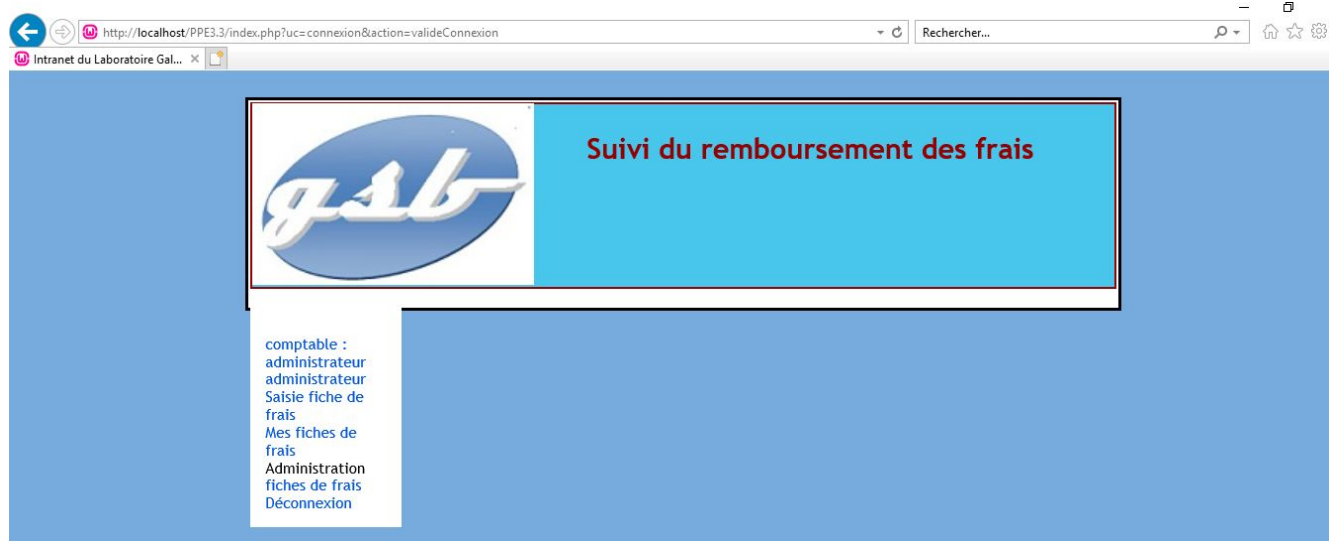 http://localhost/PPE3.3/index.php?uc=connexion&action=valideConnexion
Rechercher...
Intranet du Laboratoire Gal...
gsb
Suivi du remboursement des frais
comptable :
administrateur
administrateur
Saisie fiche de
frais
Mes fiches de
frais
Administration
fiches de frais
Déconnexion